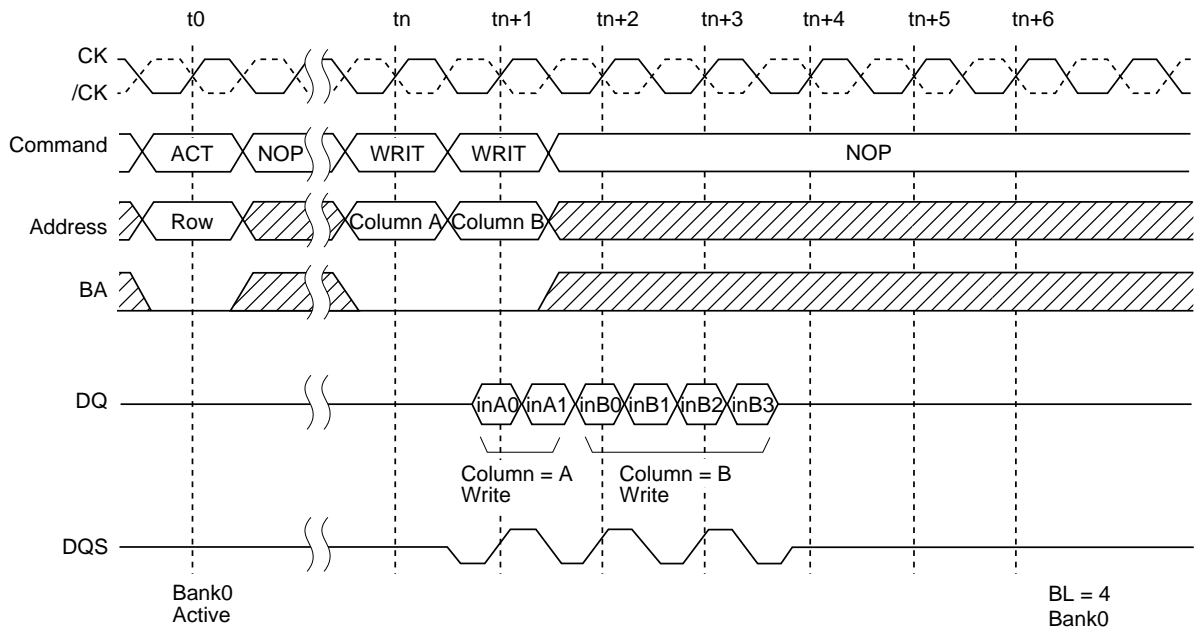 t0 tn tn+1 tn+2 tn+3 tn+4 tn+5 tn+6
CK
/CK
Command ACT NOP WRIT WRIT NOP
Address Row Column A Column B
BA
DQ inA0 inA1 inB0 inB1 inB2 inB3
Column = A Column = B
Write Write
DQS
Bank0 BL = 4
Active Bank0